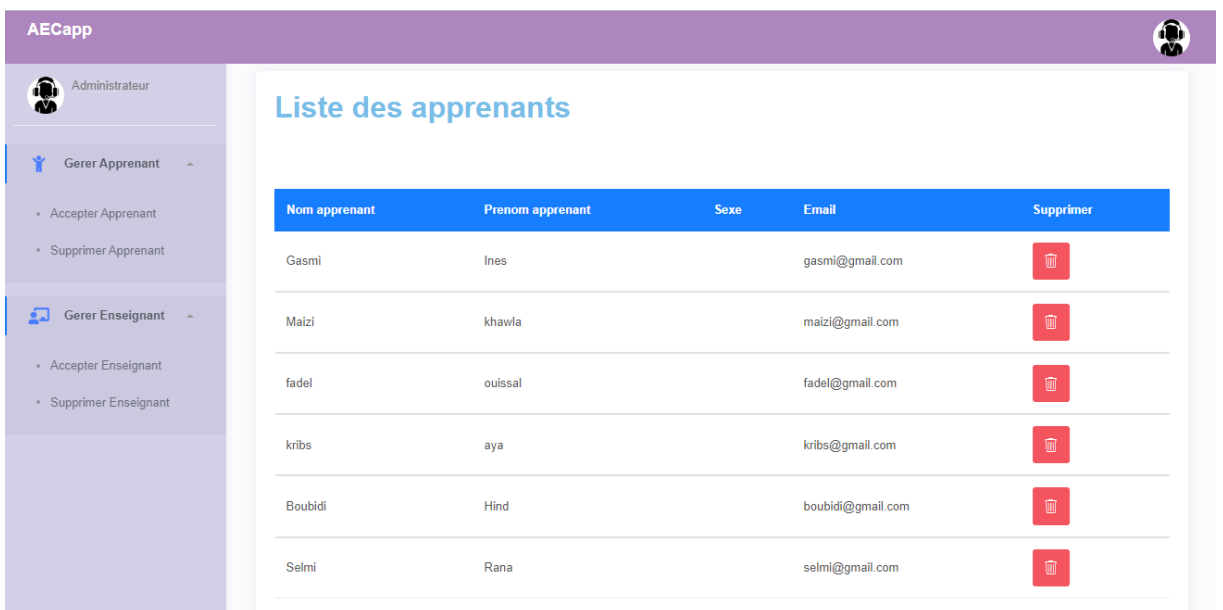 AECapp
Administrateur
Gerer Apprenant
Accepter Apprenant
Supprimer Apprenant
Gerer Enseignant
Accepter Enseignant
Supprimer Enseignant
Liste des apprenants
Nom apprenant Prenom apprenant Sexe Email Supprimer
Gasmi Ines gasmi@gmail.com
Maizi khawla maizi@gmail.com
fadel ouissal fadel@gmail.com
kribs aya kribs@gmail.com
Boubidi Hind boubidi@gmail.com
Selmi Rana selmi@gmail.com